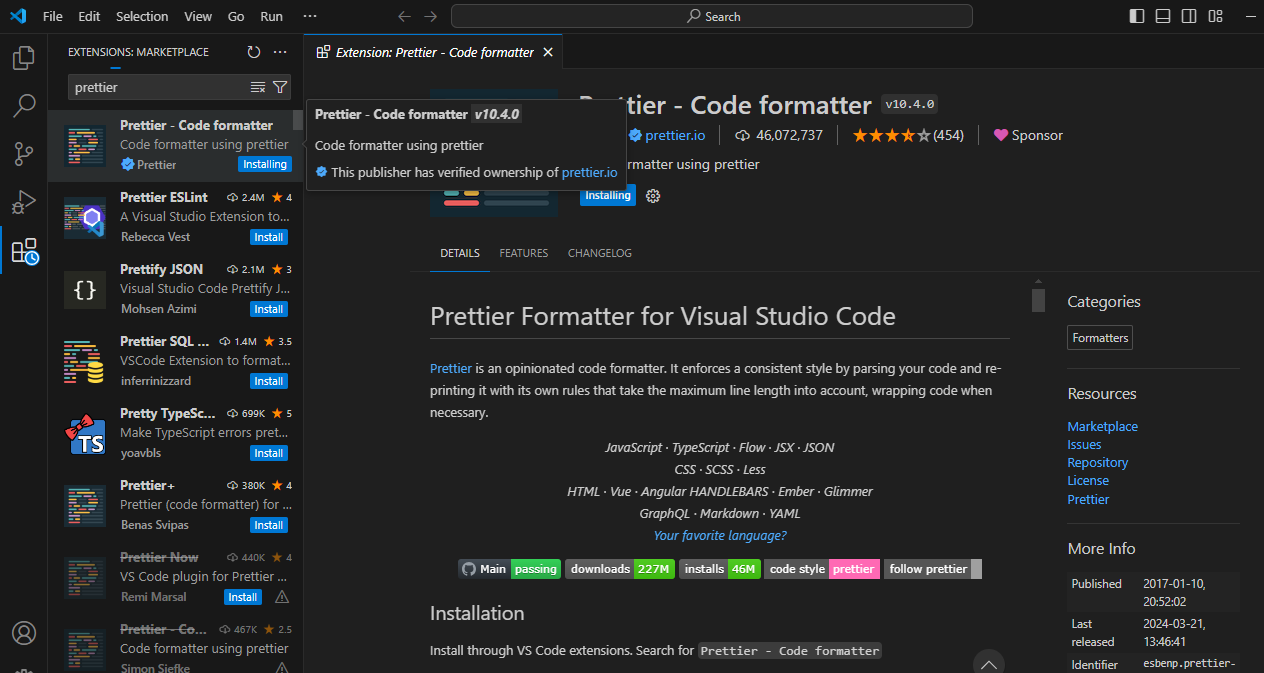 File Edit Selection View Go Run ···
Search
EXTENSIONS: MARKETPLACE
prettier
Prettier - Code formatter
Code formatter using prettier
Prettier Installing
Prettier ESLint 2.4M ★ 4
A Visual Studio Extension to...
Rebecca Vest Install
Prettify JSON 2.1M ★ 3
Visual Studio Code Prettify J...
Mohsen Azimi Install
Prettier SQL ... 1.4M ★ 3.5
VSCode Extension to format...
inferrinizzard Install
TS
Pretty TypeSc... 699K ★ 5
Make TypeScript errors pret...
yoavbls Install
Prettier+ 380K ★ 4
Prettier (code formatter) for ...
Benas Svipas Install
Prettier Now 440K ★ 4
VS Code plugin for Prettier ...
Remi Marsal Install
Prettier - Co... 467K ★ 2.5
Code formatter using prettier
Simon Siefke
Extension: Prettier - Code formatter
Prettier - Code formatter v10.4.0
Code formatter using prettier
This publisher has verified ownership of prettier.io
Prettier - Code formatter v10.4.0
prettier.io 46,072,737 (454) Sponsor
rmatter using prettier
Installing
DETAILS FEATURES CHANGELOG
Prettier Formatter for Visual Studio Code
Prettier is an opinionated code formatter. It enforces a consistent style by parsing your code and re-
printing it with its own rules that take the maximum line length into account, wrapping code when
necessary.
JavaScript · TypeScript · Flow · JSX · JSON
CSS · SCSS · Less
HTML · Vue · Angular HANDLEBARS · Ember · Glimmer
GraphQL · Markdown · YAML
Your favorite language?
Main passing downloads 227M installs 46M code style prettier follow prettier
Installation
Install through VS Code extensions. Search for Prettier - Code formatter
Categories
Formatters
Resources
Marketplace
Issues
Repository
License
Prettier
More Info
Published 2017-01-10,
20:52:02
Last 2024-03-21,
released 13:46:41
Identifier esbenp.prettier-